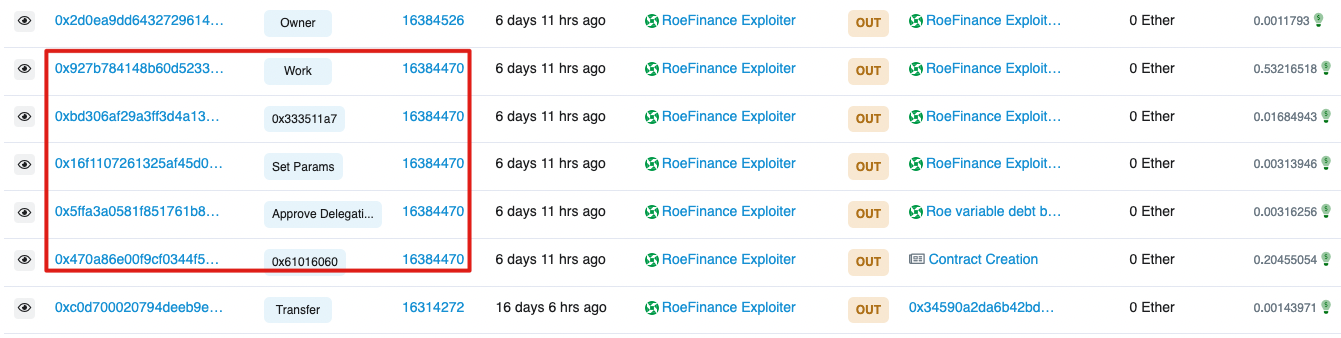 0x2d0ea9dd6432729614... Owner 16384526 6 days 11 hrs ago RoeFinance Exploiter OUT RoeFinance Exploit... 0 Ether 0.0011793
0x927b784148b60d5233... Work 16384470 6 days 11 hrs ago RoeFinance Exploiter OUT RoeFinance Exploit... 0 Ether 0.53216518
0xbd306af29a3ff3d4a13... 0x333511a7 16384470 6 days 11 hrs ago RoeFinance Exploiter OUT RoeFinance Exploit... 0 Ether 0.01684943
0x16f1107261325af45d0... Set Params 16384470 6 days 11 hrs ago RoeFinance Exploiter OUT RoeFinance Exploit... 0 Ether 0.00313946
0x5ffa3a0581f851761b8... Approve Delegati... 16384470 6 days 11 hrs ago RoeFinance Exploiter OUT Roe variable debt b... 0 Ether 0.00316256
0x470a86e00f9cf0344f5... 0x61016060 16384470 6 days 11 hrs ago RoeFinance Exploiter OUT Contract Creation 0 Ether 0.20455054
0xc0d700020794deeb9e... Transfer 16314272 16 days 6 hrs ago RoeFinance Exploiter OUT 0x34590a2da6b42bd... 0 Ether 0.00143971